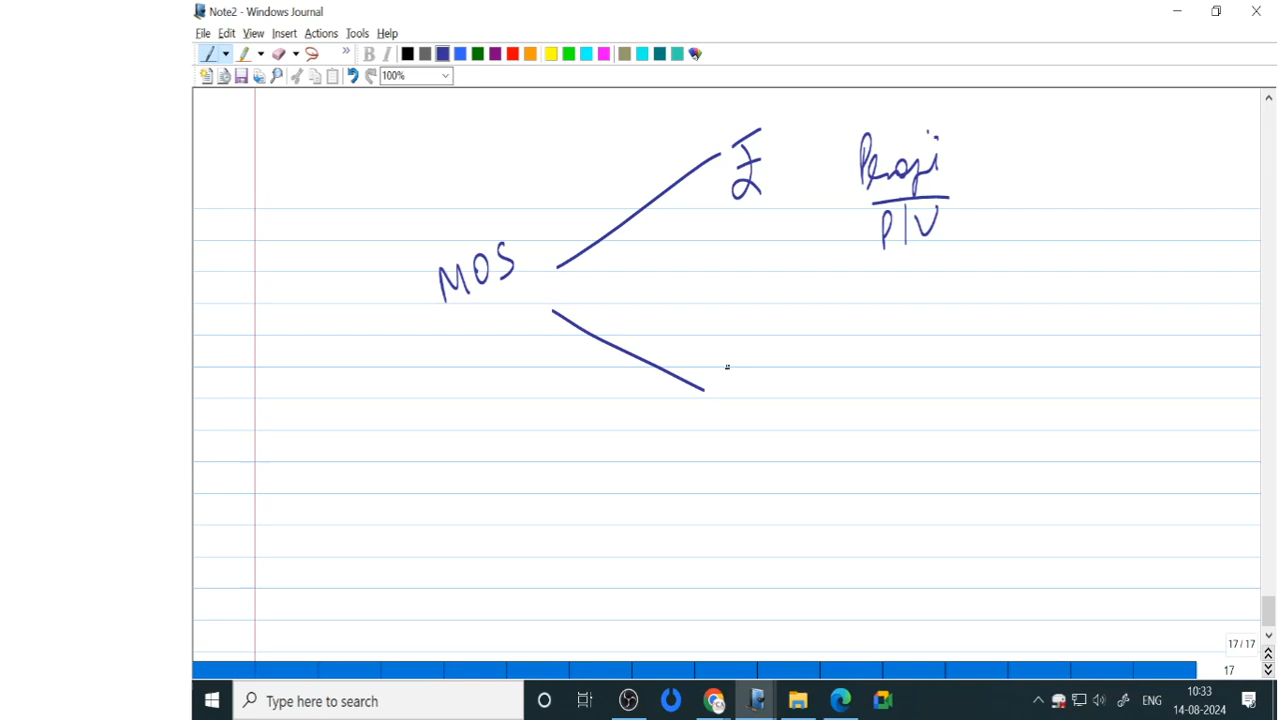 Note2 - Windows Journal
File Edit View Insert Actions Tools Help
» B I
100%
₹
P/V
MOS
17 / 17
17
Type here to search
ENG
10:33
14-08-2024